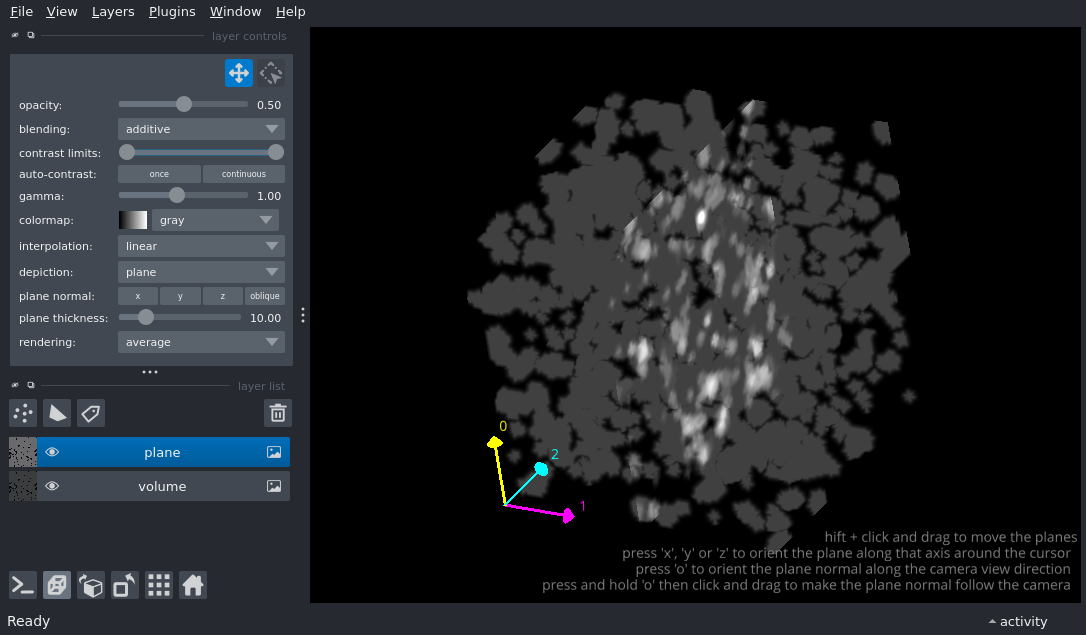 File View Layers Plugins Window Help
layer controls
opacity: 0.50
blending: additive
contrast limits:
auto-contrast: once continuous
gamma: 1.00
colormap: gray
interpolation: linear
depiction: plane
plane normal: x y z oblique
plane thickness: 10.00
rendering: average
layer list
plane
volume
0
2
1
hift + click and drag to move the planes
press 'x', 'y' or 'z' to orient the plane along that axis around the cursor
press 'o' to orient the plane normal along the camera view direction
press and hold 'o' then click and drag to make the plane normal follow the camera
Ready
activity